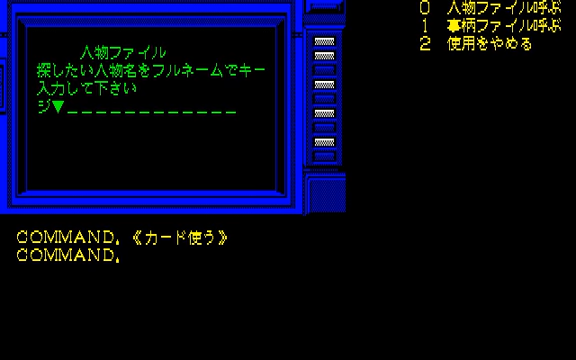 人物ファイル
探したい人物名をフルネームでキー
入力して下さい
ジ▼_ _ _ _ _ _ _ _ _ _ _ _
0 人物ファイル呼ぶ
1 事柄ファイル呼ぶ
2 使用をやめる
COMMAND. 《カード使う》
COMMAND.